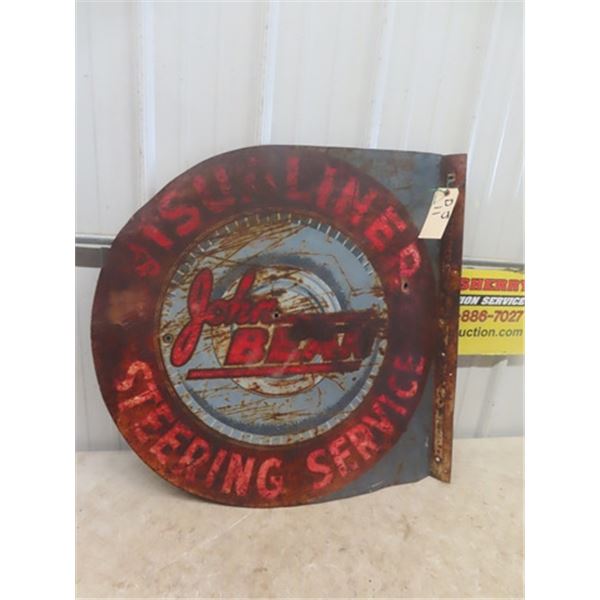 VISUALINER
John
BEAN
STEERING SERVICE
SHERRY
ION SERVICE
-886-7027
uction.com